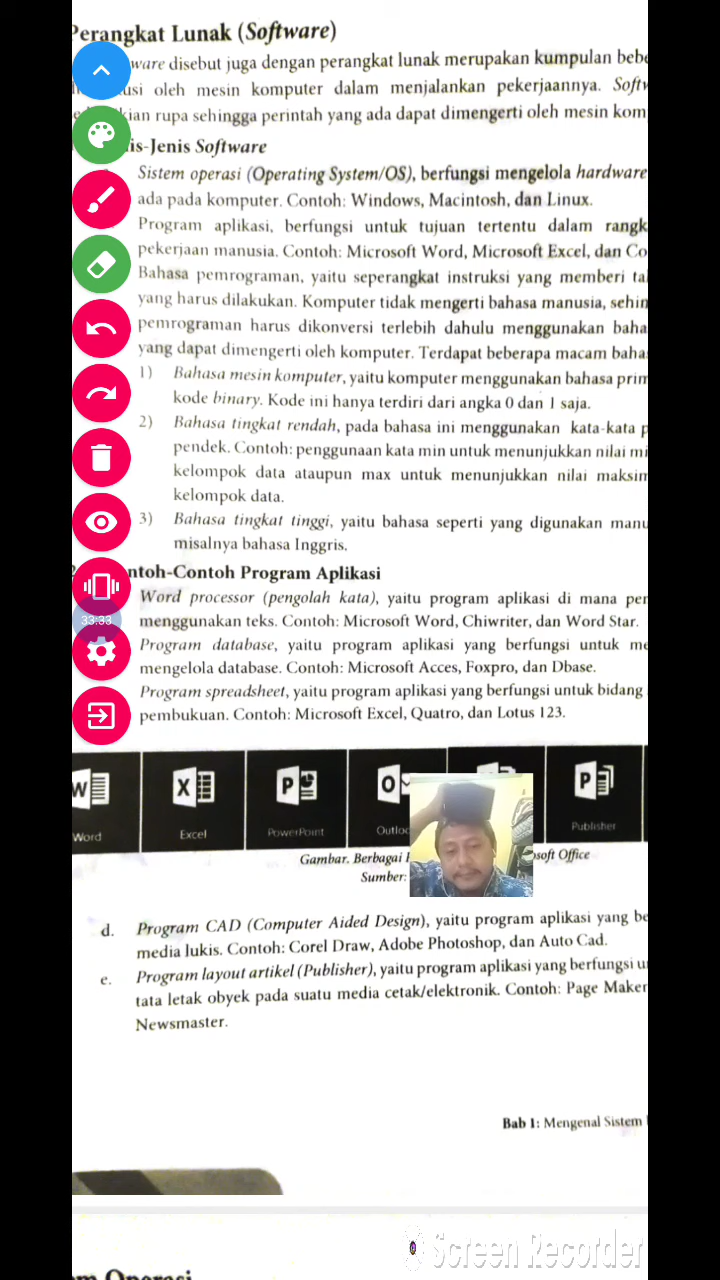 Perangkat Lunak (Software)
ware disebut juga dengan perangkat lunak merupakan kumpulan bebe
usi oleh mesin komputer dalam menjalankan pekerjaannya. Softw
kian rupa sehingga perintah yang ada dapat dimengerti oleh mesin kom
is-Jenis Software
Sistem operasi (Operating System/OS), berfungsi mengelola hardware
ada pada komputer. Contoh: Windows, Macintosh, dan Linux.
Program aplikasi, berfungsi untuk tujuan tertentu dalam rangk
pekerjaan manusia. Contoh: Microsoft Word, Microsoft Excel, dan Co
Bahasa pemrograman, yaitu seperangkat instruksi yang memberi ta
yang harus dilakukan. Komputer tidak mengerti bahasa manusia, sehin
pemrograman harus dikonversi terlebih dahulu menggunakan baha
yang dapat dimengerti oleh komputer. Terdapat beberapa macam baha
1) Bahasa mesin komputer, yaitu komputer menggunakan bahasa prim
kode binary. Kode ini hanya terdiri dari angka 0 dan 1 saja.
2) Bahasa tingkat rendah, pada bahasa ini menggunakan kata-kata p
pendek. Contoh: penggunaan kata min untuk menunjukkan nilai mi
kelompok data ataupun max untuk menunjukkan nilai maksim
kelompok data.
3) Bahasa tingkat tinggi, yaitu bahasa seperti yang digunakan manu
misalnya bahasa Inggris.
ntoh-Contoh Program Aplikasi
Word processor (pengolah kata), yaitu program aplikasi di mana per
33:33
menggunakan teks. Contoh: Microsoft Word, Chiwriter, dan Word Star.
Program database, yaitu program aplikasi yang berfungsi untuk me
mengelola database. Contoh: Microsoft Acces, Foxpro, dan Dbase.
Program spreadsheet, yaitu program aplikasi yang berfungsi untuk bidang
pembukuan. Contoh: Microsoft Excel, Quatro, dan Lotus 123.
W X P O P
Word Excel PowerPoint Outloo Publisher
Gambar. Berbagai soft Office
Sumber:
d. Program CAD (Computer Aided Design), yaitu program aplikasi yang be
media lukis. Contoh: Corel Draw, Adobe Photoshop, dan Auto Cad.
e. Program layout artikel (Publisher), yaitu program aplikasi yang berfungsi u
tata letak obyek pada suatu media cetak/elektronik. Contoh: Page Maker
Newsmaster.
Bab 1: Mengenal Sistem
Screen Recorder
em Operasi